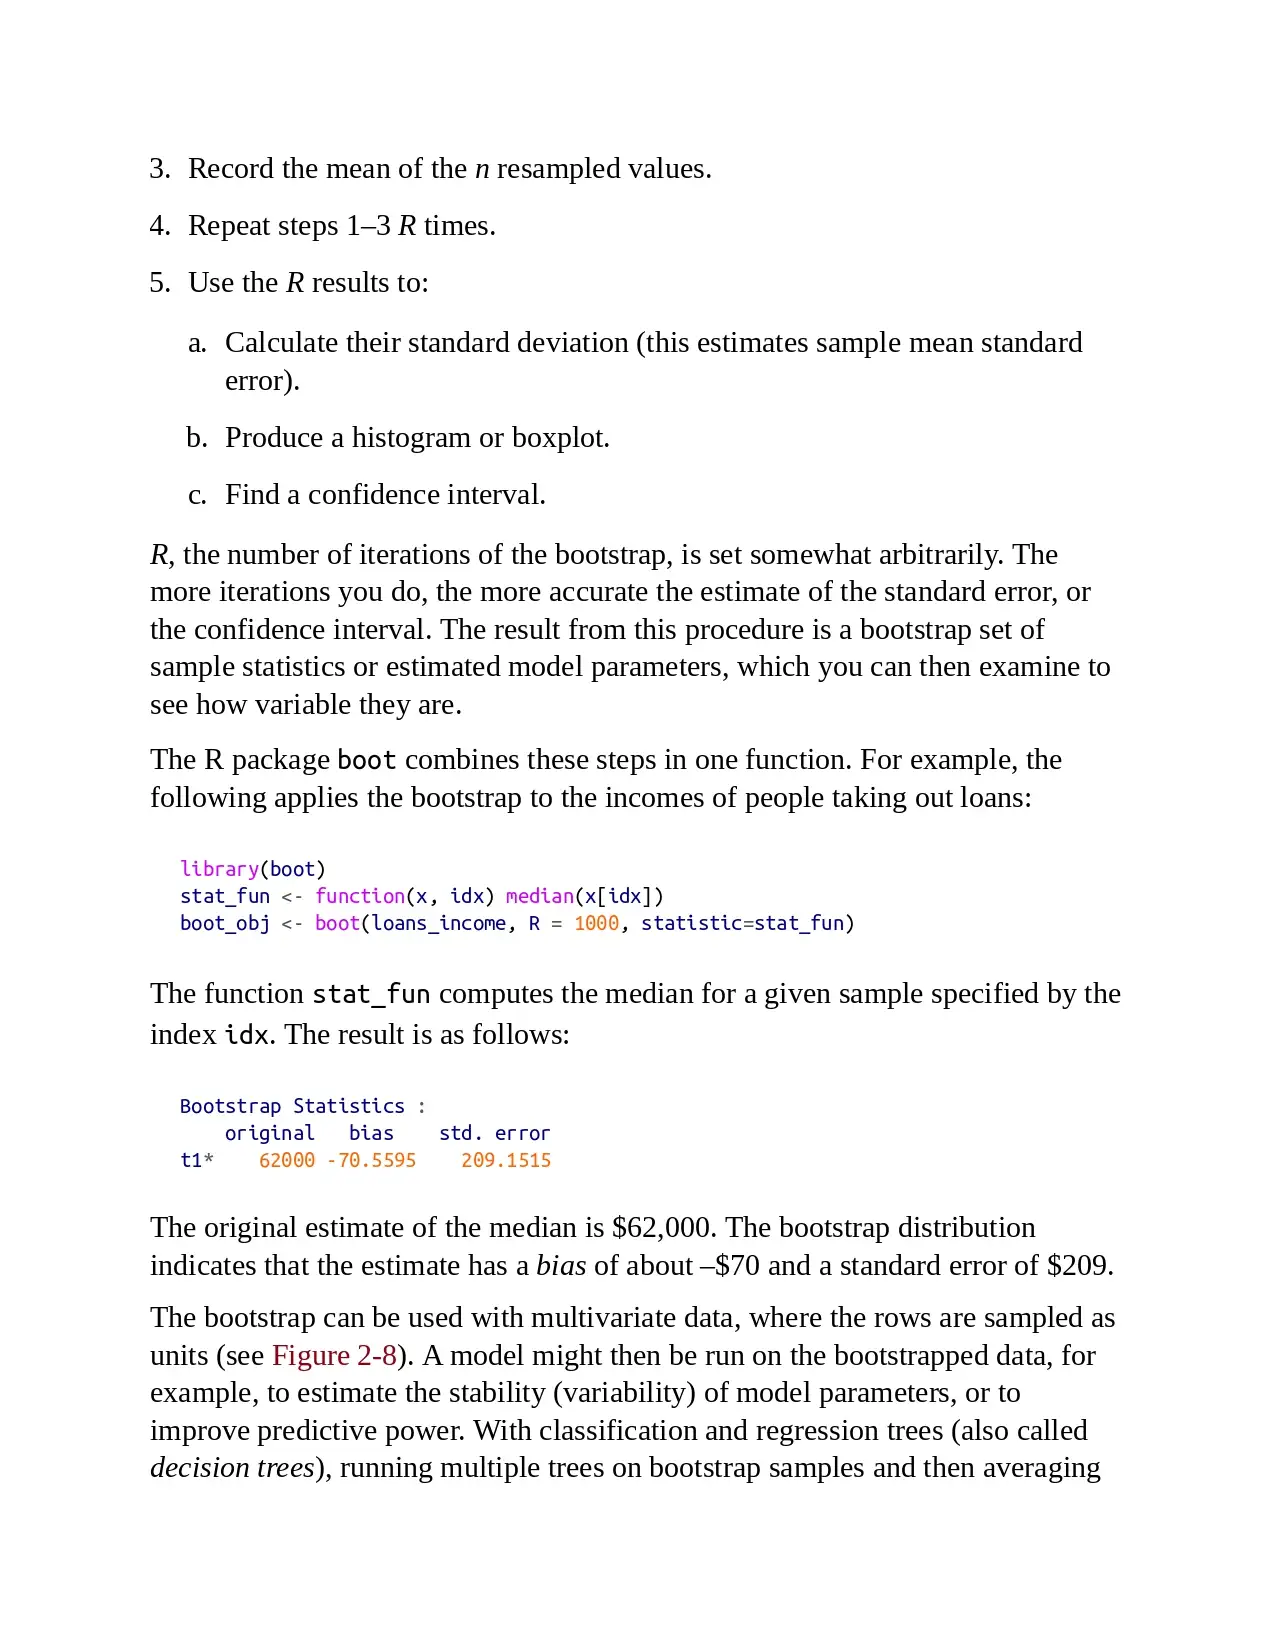 3. Record the mean of the n resampled values.
4. Repeat steps 1–3 R times.
5. Use the R results to:
a. Calculate their standard deviation (this estimates sample mean standard
error).
b. Produce a histogram or boxplot.
c. Find a confidence interval.
R, the number of iterations of the bootstrap, is set somewhat arbitrarily. The
more iterations you do, the more accurate the estimate of the standard error, or
the confidence interval. The result from this procedure is a bootstrap set of
sample statistics or estimated model parameters, which you can then examine to
see how variable they are.
The R package boot combines these steps in one function. For example, the
following applies the bootstrap to the incomes of people taking out loans:
library(boot)
stat_fun <- function(x, idx) median(x[idx])
boot_obj <- boot(loans_income, R = 1000, statistic=stat_fun)
The function stat_fun computes the median for a given sample specified by the
index idx. The result is as follows:
Bootstrap Statistics :
    original   bias    std. error
t1*    62000 -70.5595    209.1515
The original estimate of the median is $62,000. The bootstrap distribution
indicates that the estimate has a bias of about –$70 and a standard error of $209.
The bootstrap can be used with multivariate data, where the rows are sampled as
units (see Figure 2-8). A model might then be run on the bootstrapped data, for
example, to estimate the stability (variability) of model parameters, or to
improve predictive power. With classification and regression trees (also called
decision trees), running multiple trees on bootstrap samples and then averaging